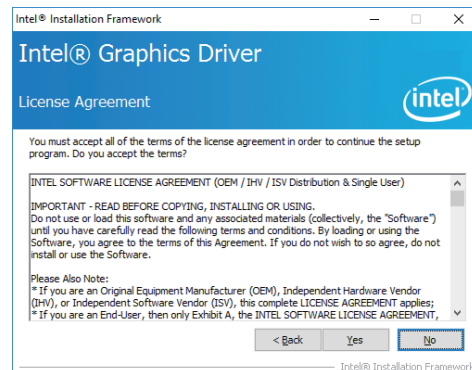 Intel® Installation Framework
Intel® Graphics Driver
License Agreement
intel
You must accept all of the terms of the license agreement in order to continue the setup
program. Do you accept the terms?
INTEL SOFTWARE LICENSE AGREEMENT (OEM / IHV / ISV Distribution & Single User)
IMPORTANT - READ BEFORE COPYING, INSTALLING OR USING.
Do not use or load this software and any associated materials (collectively, the "Software")
until you have carefully read the following terms and conditions. By loading or using the
Software, you agree to the terms of this Agreement. If you do not wish to so agree, do not
install or use the Software.
Please Also Note:
* If you are an Original Equipment Manufacturer (OEM), Independent Hardware Vendor
(IHV), or Independent Software Vendor (ISV), this complete LICENSE AGREEMENT applies;
* If you are an End-User, then only Exhibit A, the INTEL SOFTWARE LICENSE AGREEMENT,
< Back Yes No
Intel® Installation Framework